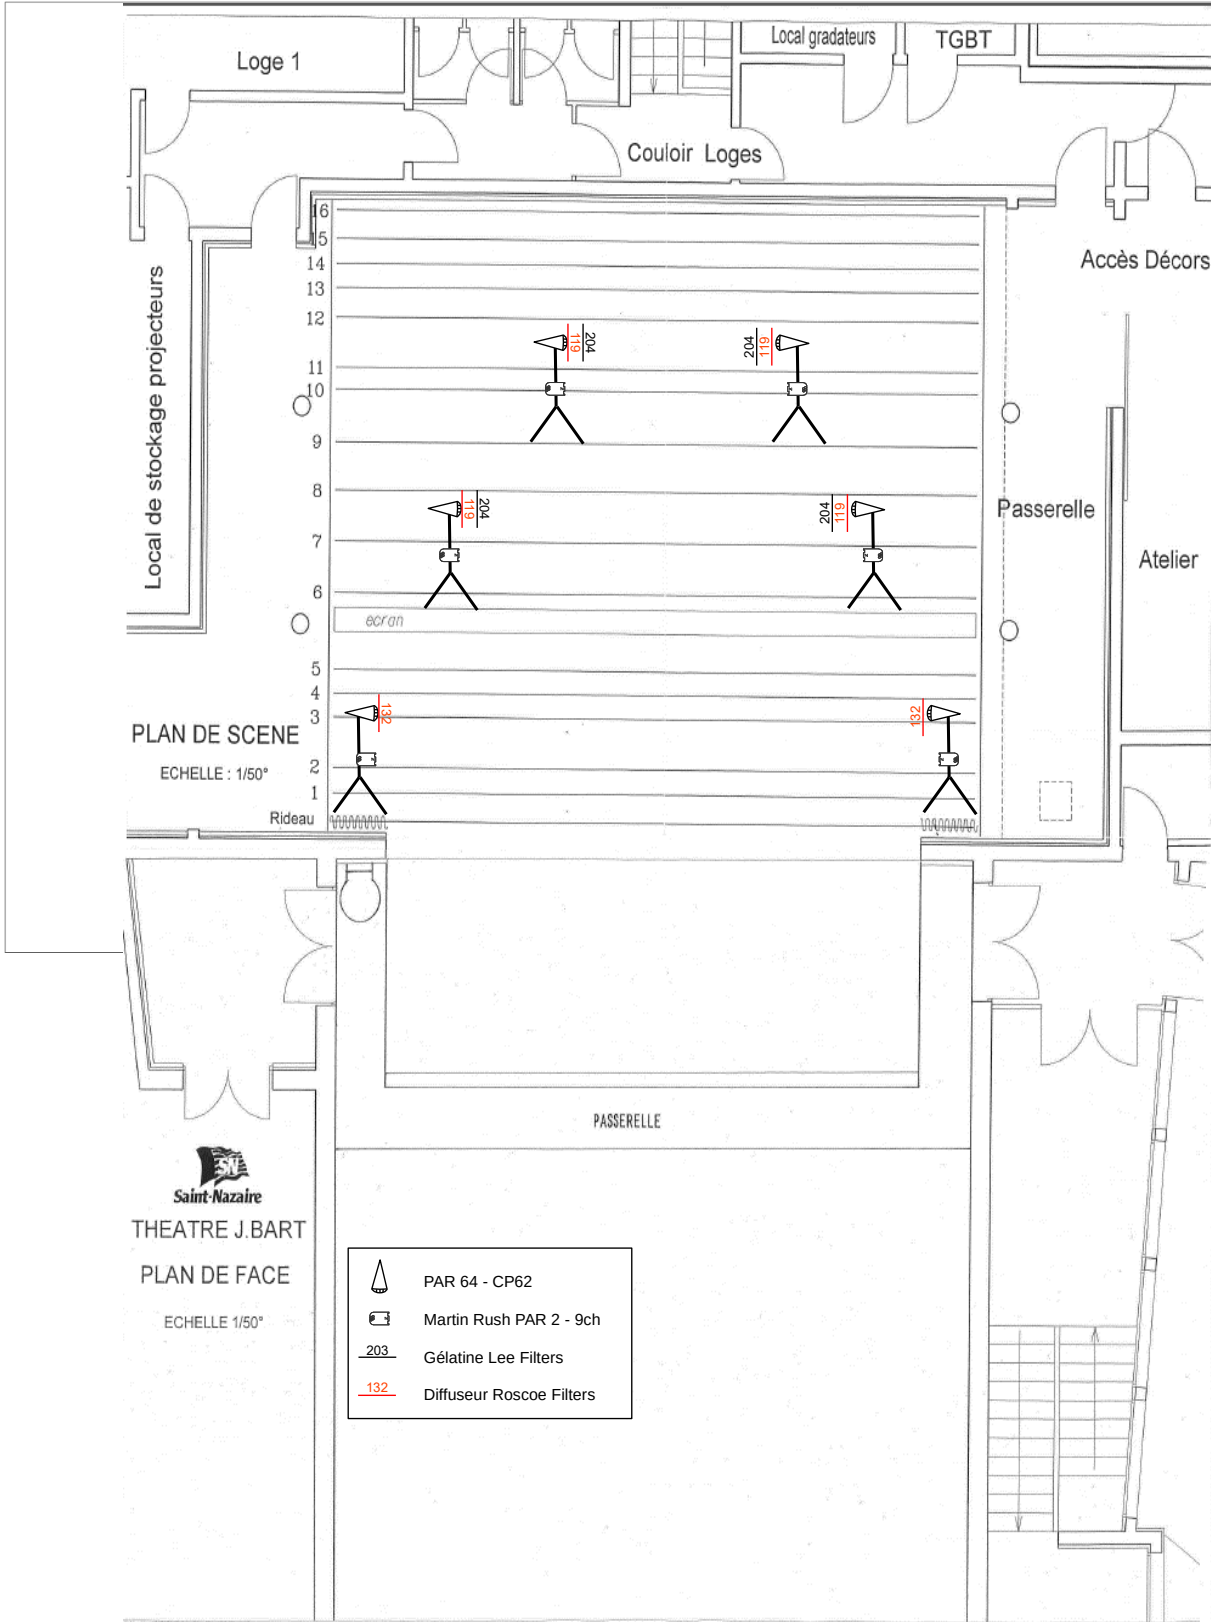 Loge 1
Local gradateurs
TGBT
Couloir Loges
Accès Décors
Local de stockage projecteurs
16
15
14
13
12
119
204
204
119
11
10
9
8
119
204
204
119
Passerelle
7
Atelier
6
ecran
5
4
132
132
3
PLAN DE SCENE
ECHELLE : 1/50°
2
1
Rideau
PASSERELLE
SN
Saint-Nazaire
THEATRE J.BART
PLAN DE FACE
ECHELLE 1/50°
PAR 64 - CP62
Martin Rush PAR 2 - 9ch
203
Gélatine Lee Filters
132
Diffuseur Roscoe Filters